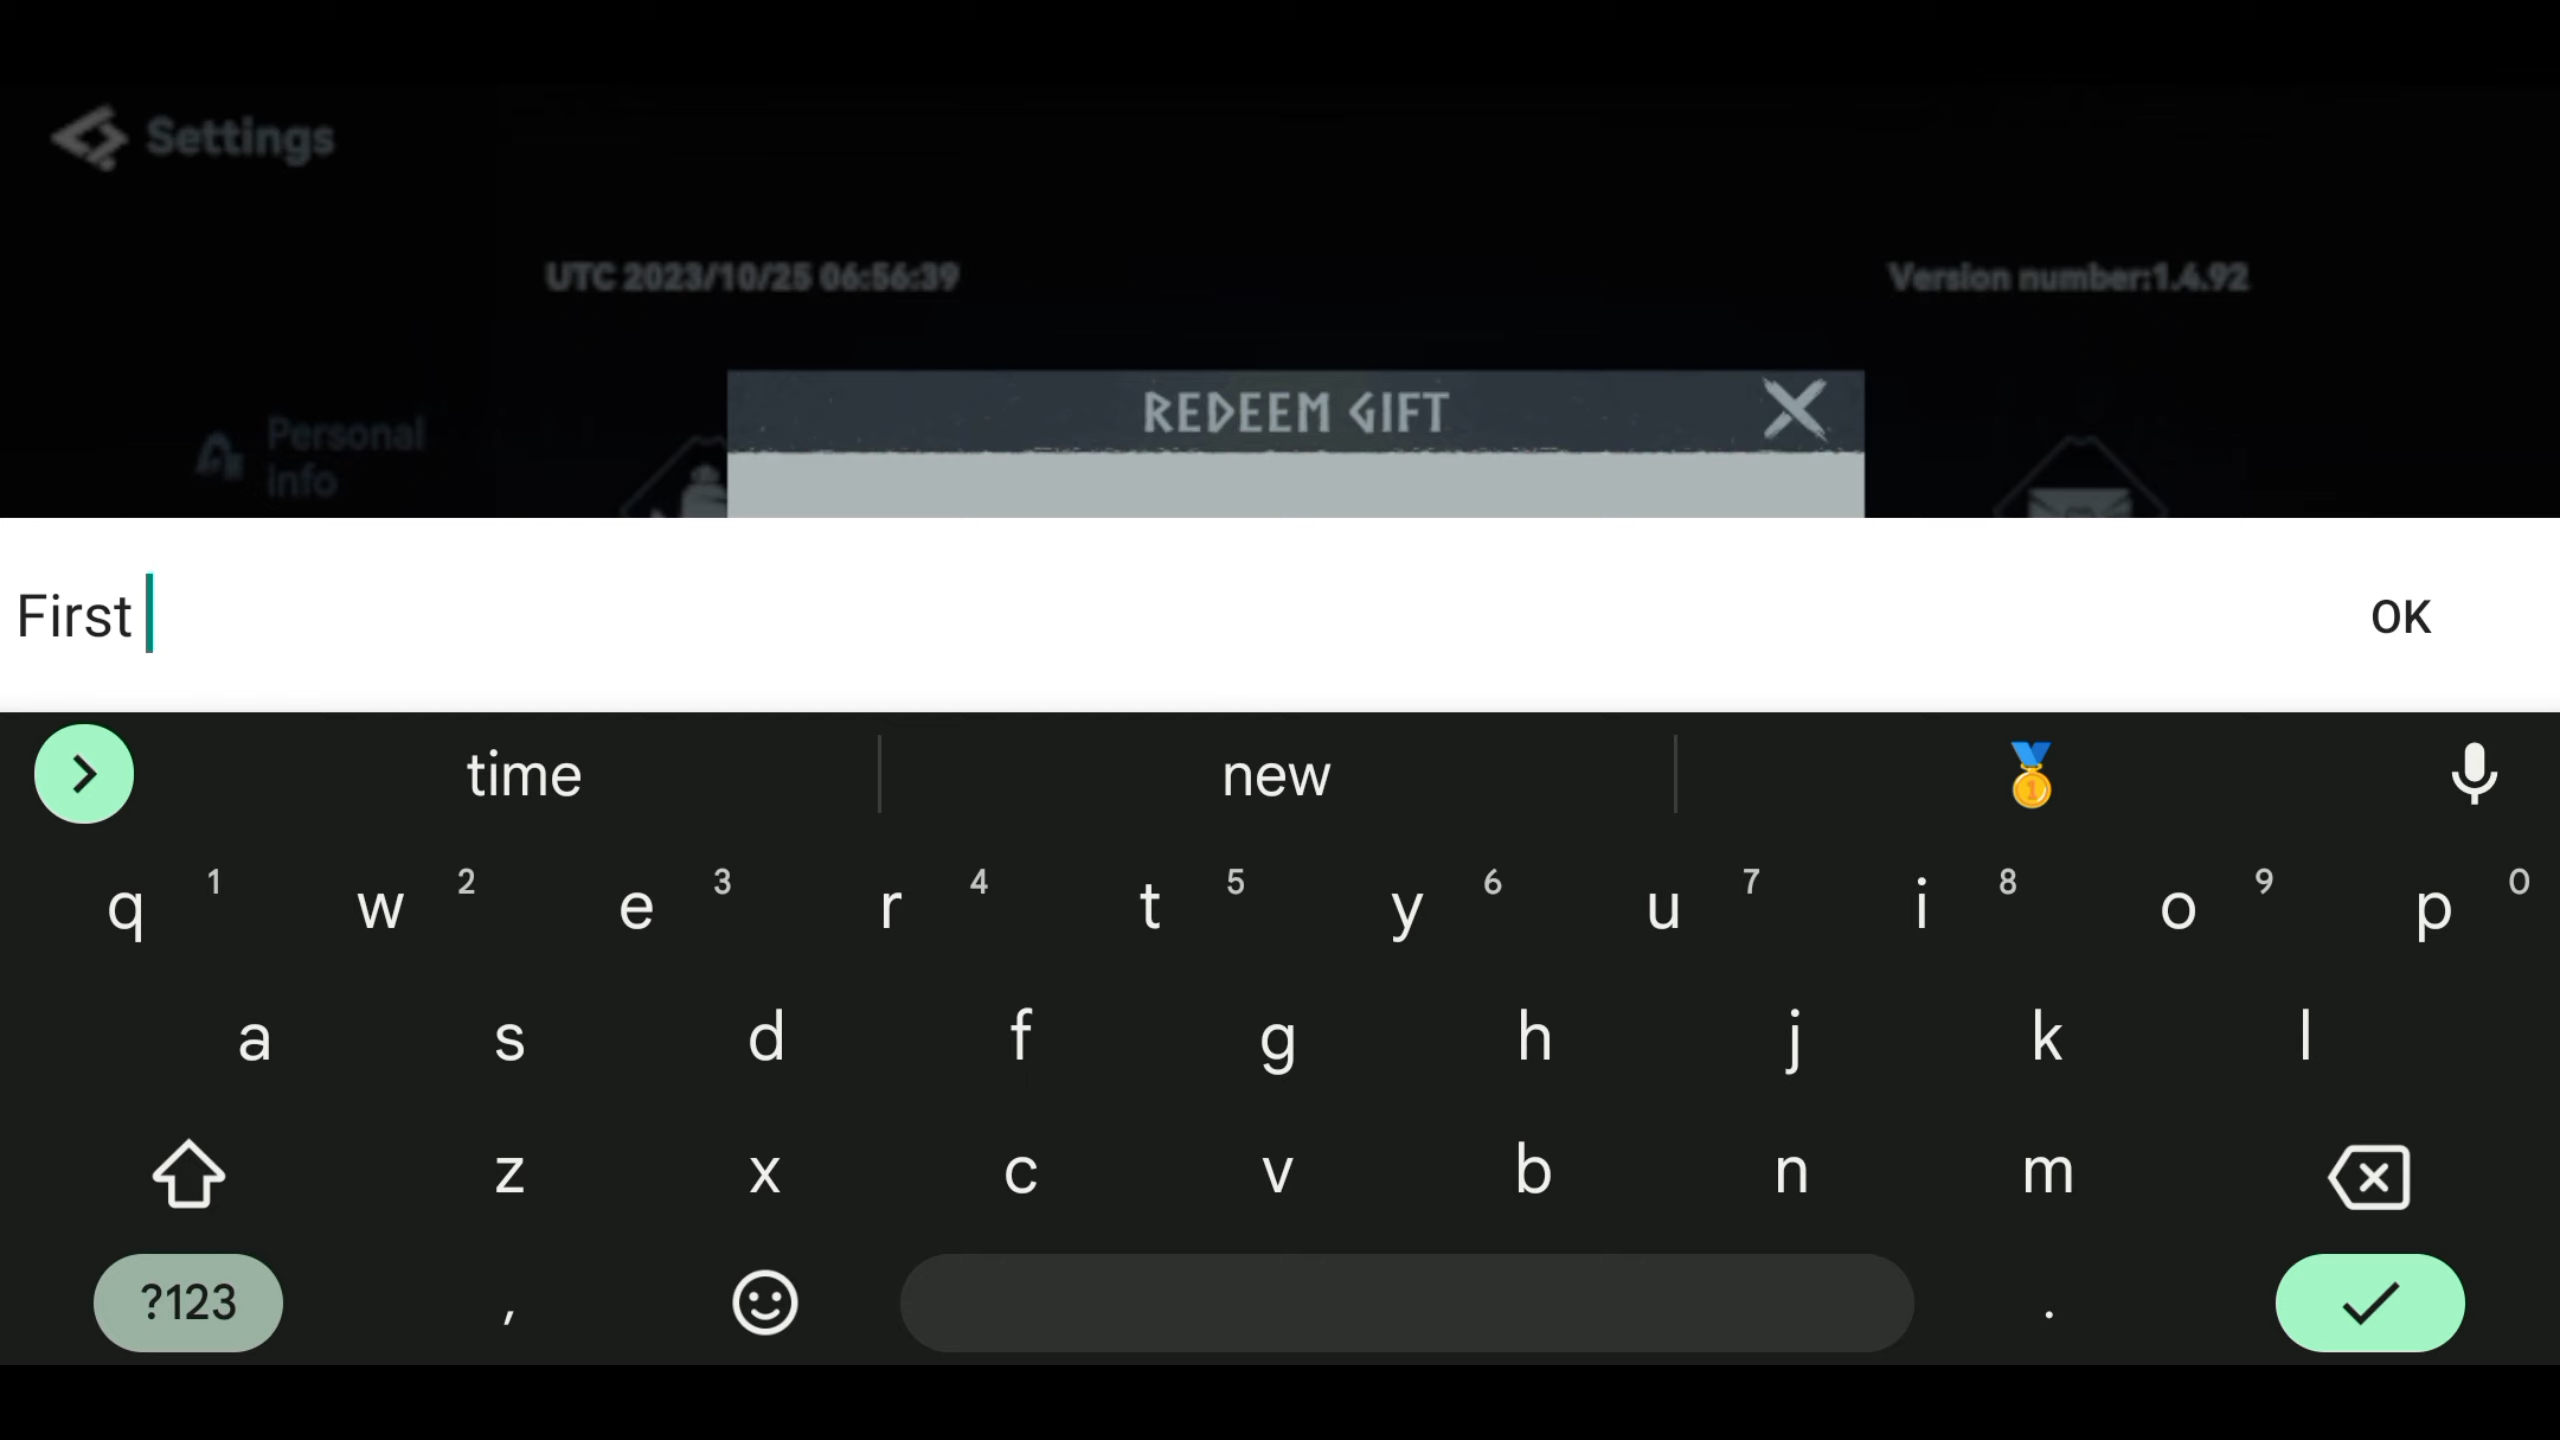 Settings
UTC 2023/10/25 06:56:39
Version number:1.4.92
REDEEM GIFT
Personal
Info
First
OK
time new
q 1 w 2 e 3 r 4 t 5 y 6 u 7 i 8 o 9 p 0
a s d f g h j k l
z x c v b n m
?123 , .